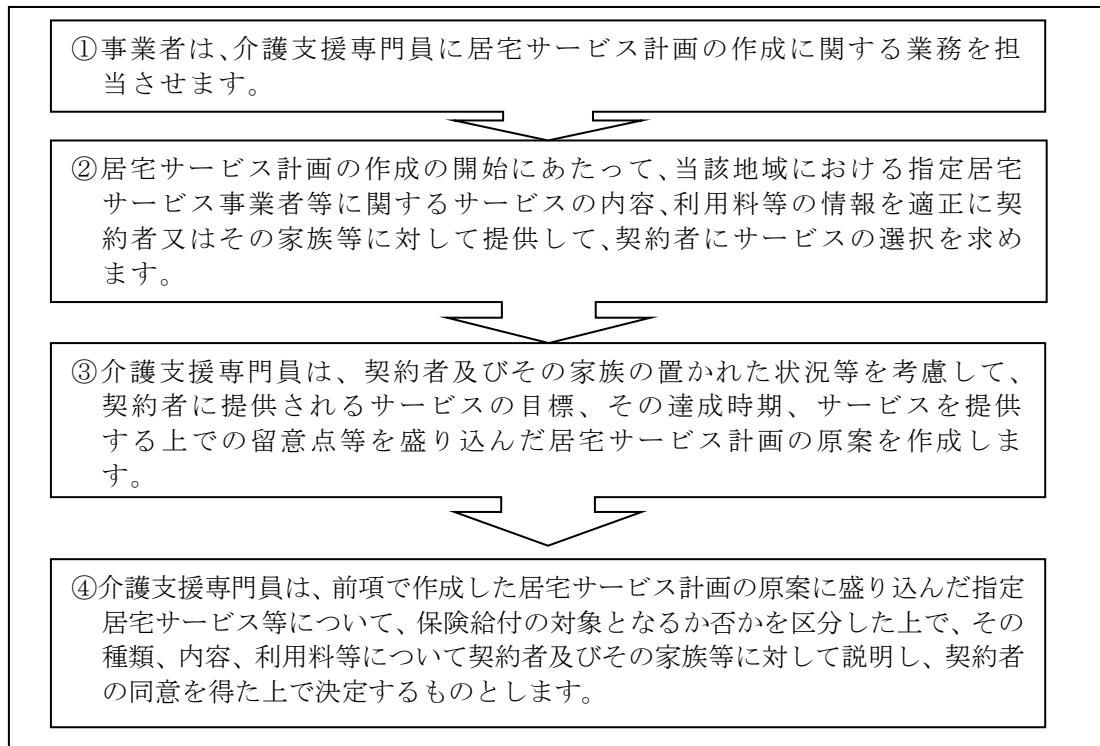 ①事業者は、介護支援専門員に居宅サービス計画の作成に関する業務を担
当させます。
②居宅サービス計画の作成の開始にあたって、当該地域における指定居宅
サービス事業者等に関するサービスの内容、利用料等の情報を適正に契
約者又はその家族等に対して提供して、契約者にサービスの選択を求め
ます。
③介護支援専門員は、契約者及びその家族の置かれた状況等を考慮して、
契約者に提供されるサービスの目標、その達成時期、サービスを提供
する上での留意点等を盛り込んだ居宅サービス計画の原案を作成しま
す。
④介護支援専門員は、前項で作成した居宅サービス計画の原案に盛り込んだ指定
居宅サービス等について、保険給付の対象となるか否かを区分した上で、その
種類、内容、利用料等について契約者及びその家族等に対して説明し、契約者
の同意を得た上で決定するものとします。